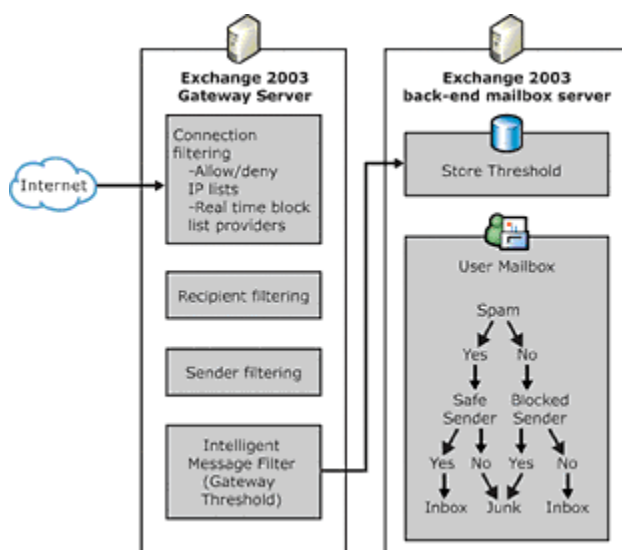 Exchange 2003
Gateway Server
Connection
filtering
-Allow/deny
IP lists
-Real time block
list providers
Internet
Recipient filtering
Sender filtering
Intelligent
Message Filter
(Gateway
Threshold)
Exchange 2003
back-end mailbox server
Store Threshold
User Mailbox
Spam
Yes No
Safe Blocked
Sender Sender
Yes No Yes No
Inbox Junk Inbox